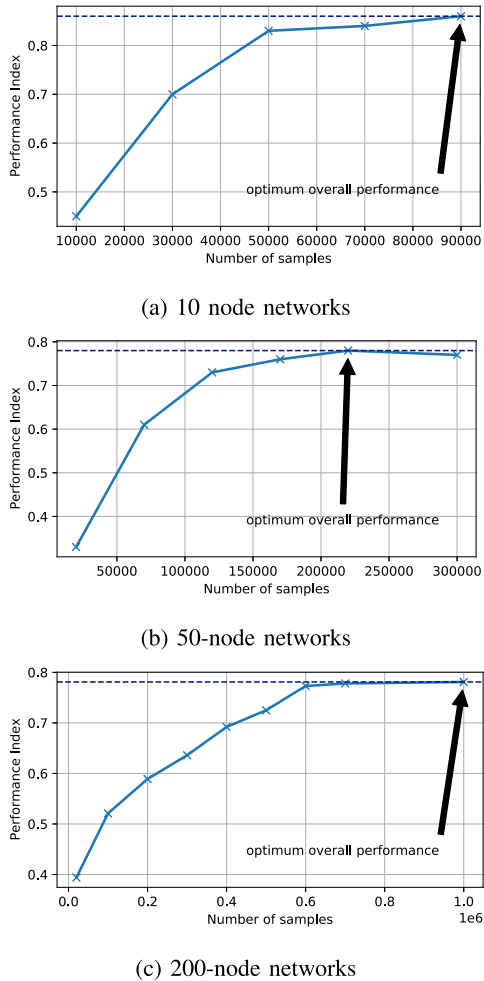 0.8
0.7
0.6
0.5
Performance Index
10000 20000 30000 40000 50000 60000 70000 80000 90000
Number of samples
optimum overall performance
(a) 10 node networks
0.8
0.7
0.6
0.5
0.4
Performance Index
50000 100000 150000 200000 250000 300000
Number of samples
optimum overall performance
(b) 50-node networks
0.8
0.7
0.6
0.5
0.4
Performance Index
0.0 0.2 0.4 0.6 0.8 1.0
1e6
Number of samples
optimum overall performance
(c) 200-node networks